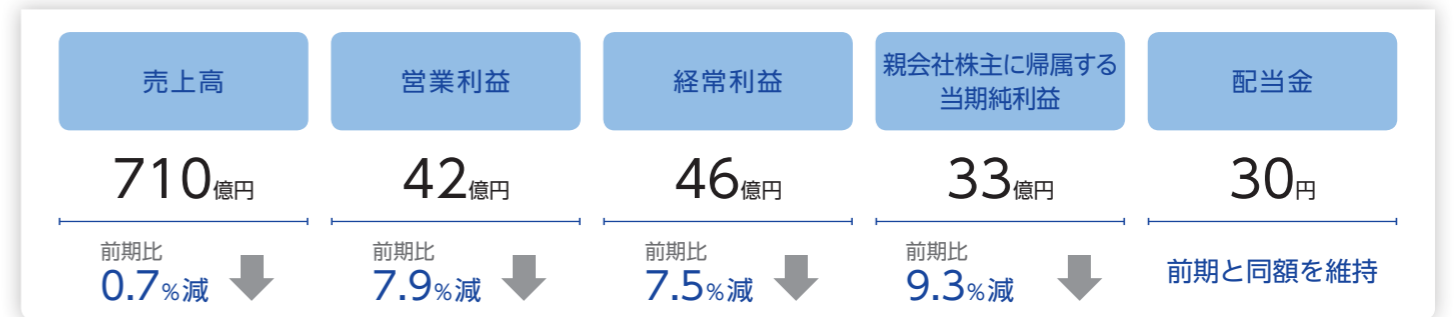 売上高
710億円
前期比
0.7%減
営業利益
42億円
前期比
7.9%減
経常利益
46億円
前期比
7.5%減
親会社株主に帰属する
当期純利益
33億円
前期比
9.3%減
配当金
30円
前期と同額を維持